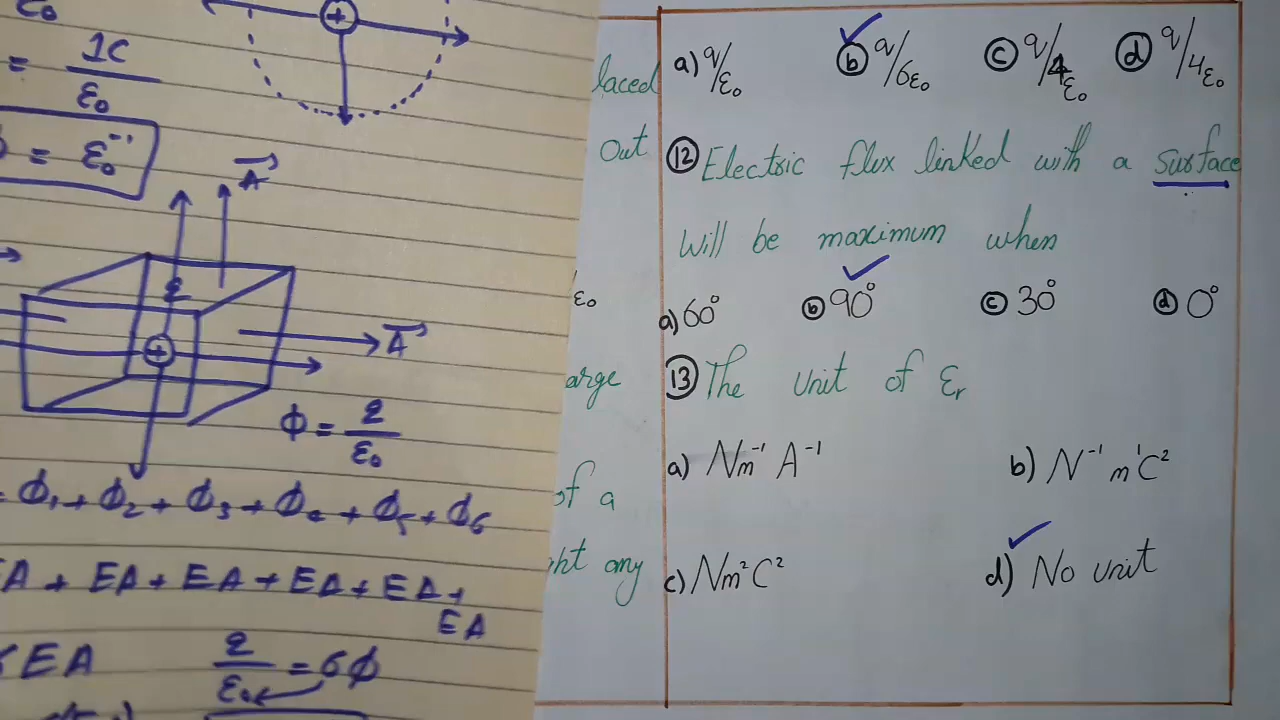 ε₀
= 1C/ε₀
= ε₀⁻¹
A
q
A
Φ = q/ε₀
= Φ₁ + Φ₂ + Φ₃ + Φ₄ + Φ₅ + Φ₆
A + EA + EA + EA + EA +
EA
EA
q/ε₀ = 6Φ
laced
out
ε₀
arge
of a
ht any
a) q/ε₀ b) q/6ε₀ c) q/4ε₀ d) q/4ε₀
12 Electric flux linked with a surface
will be maximum when
a) 60° b) 90° c) 30° d) 0°
13 The unit of εr
a) Nm⁻¹ A⁻¹ b) N⁻¹ m¹ C²
c) Nm² C² d) No unit